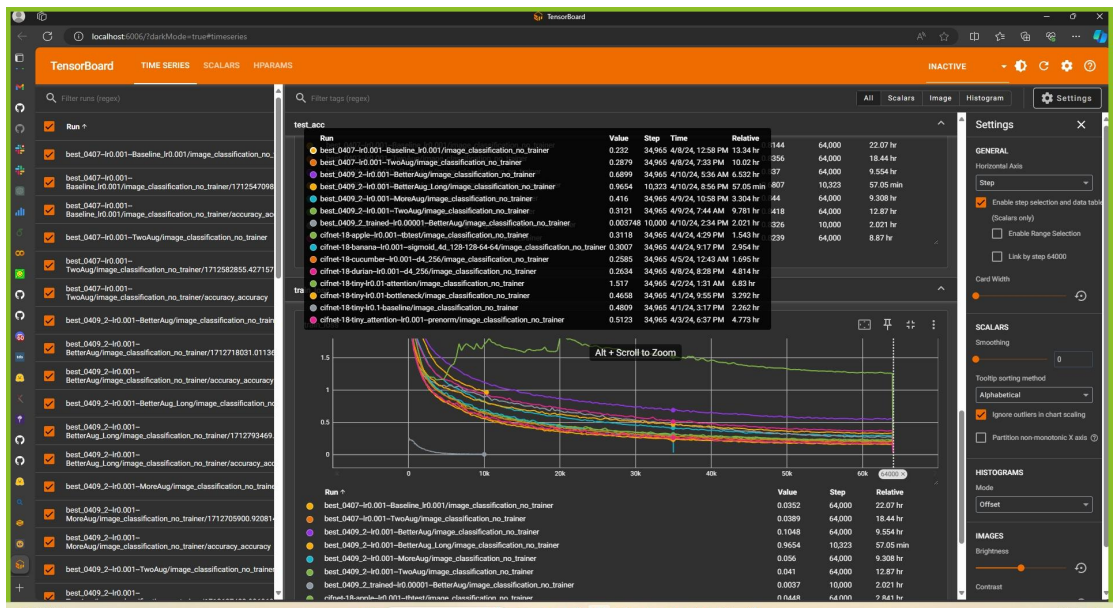 TensorBoard
localhost:6006/?darkMode=true#timeseries
TensorBoard TIME SERIES SCALARS HPARAMS INACTIVE
Filter runs (regex)
Filter tags (regex)
All Scalars Image Histogram Settings
Run ↑
best_0407-lr0.001-Baseline_lr0.001/image_classification_no_
best_0407-lr0.001-
Baseline_lr0.001/image_classification_no_trainer/1712547098
best_0407-lr0.001-
Baseline_lr0.001/image_classification_no_trainer/accuracy_ac
best_0407-lr0.001-TwoAug/image_classification_no_trainer
best_0407-lr0.001-
TwoAug/image_classification_no_trainer/1712582855.427157
best_0407-lr0.001-
TwoAug/image_classification_no_trainer/accuracy_accuracy
best_0409_2-lr0.001-BetterAug/image_classification_no_train
best_0409_2-lr0.001-
BetterAug/image_classification_no_trainer/1712718031.01136
best_0409_2-lr0.001-
BetterAug/image_classification_no_trainer/accuracy_accuracy
best_0409_2-lr0.001-BetterAug_Long/image_classification_no
best_0409_2-lr0.001-
BetterAug_Long/image_classification_no_trainer/1712793469.
best_0409_2-lr0.001-
BetterAug_Long/image_classification_no_trainer/accuracy_acc
best_0409_2-lr0.001-MoreAug/image_classification_no_traine
best_0409_2-lr0.001-
MoreAug/image_classification_no_trainer/1712705900.92081
best_0409_2-lr0.001-
MoreAug/image_classification_no_trainer/accuracy_accuracy
best_0409_2-lr0.001-TwoAug/image_classification_no_traine
best_0409_2-lr0.001-
test_acc
Run Value Step Time Relative
best_0407-lr0.001-Baseline_lr0.001/image_classification_no_trainer 0.232 34,965 4/8/24, 12:58 PM 13.34 hr
best_0407-lr0.001-TwoAug/image_classification_no_trainer 0.2879 34,965 4/8/24, 7:33 PM 10.02 hr
best_0409_2-lr0.001-BetterAug/image_classification_no_trainer 0.6899 34,965 4/10/24, 5:36 AM 6.532 hr
best_0409_2-lr0.001-BetterAug_Long/image_classification_no_trainer 0.9654 10,323 4/10/24, 8:56 PM 57.05 min
best_0409_2-lr0.001-MoreAug/image_classification_no_trainer 0.416 34,965 4/9/24, 10:58 PM 3.304 hr
best_0409_2-lr0.001-TwoAug/image_classification_no_trainer 0.3121 34,965 4/9/24, 7:44 AM 9.781 hr
best_0409_2_trained-lr0.00001-BetterAug/image_classification_no_trainer 0.003748 10,000 4/10/24, 2:34 PM 2.021 hr
cifnet-18-apple-lr0.001-tbtest/image_classification_no_trainer 0.3118 34,965 4/4/24, 4:29 PM 1.543 hr
cifnet-18-banana-lr0.001-sigmoid_4d_128-128-64-64/image_classification_no_trainer 0.3007 34,965 4/4/24, 9:17 PM 2.954 hr
cifnet-18-cucumber-lr0.001-d4_256/image_classification_no_trainer 0.2585 34,965 4/5/24, 12:43 AM 1.695 hr
cifnet-18-durian-lr0.001-d4_256/image_classification_no_trainer 0.2634 34,965 4/8/24, 8:28 PM 4.814 hr
cifnet-18-tiny-lr0.01-attention/image_classification_no_trainer 1.517 34,965 4/2/24, 1:31 AM 6.83 hr
cifnet-18-tiny-lr0.01-bottleneck/image_classification_no_trainer 0.4658 34,965 4/1/24, 9:55 PM 3.292 hr
cifnet-18-tiny-lr0.1-baseline/image_classification_no_trainer 0.4809 34,965 4/1/24, 3:17 PM 2.262 hr
cifnet-18-tiny_attention-lr0.001-prenorm/image_classification_no_trainer 0.5123 34,965 4/3/24, 6:37 PM 4.773 hr
64,000 22.07 hr
64,000 18.44 hr
64,000 9.554 hr
10,323 57.05 min
64,000 9.308 hr
64,000 12.87 hr
10,000 2.021 hr
64,000 8.87 hr
Alt + Scroll to Zoom
1.5
1
0.5
0
0 10k 20k 30k 40k 50k 60k 64000 ×
Run ↑ Value Step Relative
best_0407-lr0.001-Baseline_lr0.001/image_classification_no_trainer 0.0352 64,000 22.07 hr
best_0407-lr0.001-TwoAug/image_classification_no_trainer 0.0389 64,000 18.44 hr
best_0409_2-lr0.001-BetterAug/image_classification_no_trainer 0.1048 64,000 9.554 hr
best_0409_2-lr0.001-BetterAug_Long/image_classification_no_trainer 0.9654 10,323 57.05 min
best_0409_2-lr0.001-MoreAug/image_classification_no_trainer 0.056 64,000 9.308 hr
best_0409_2-lr0.001-TwoAug/image_classification_no_trainer 0.041 64,000 12.87 hr
best_0409_2_trained-lr0.00001-BetterAug/image_classification_no_trainer 0.0037 10,000 2.021 hr
cifnet-18-apple-lr0.001-tbtest/image_classification_no_trainer 0.0448 64,000 2.841 hr
Settings
GENERAL
Horizontal Axis
Step
Enable step selection and data table
(Scalars only)
Enable Range Selection
Link by step 64000
Card Width
SCALARS
Smoothing
0
Tooltip sorting method
Alphabetical
Ignore outliers in chart scaling
Partition non-monotonic X axis
HISTOGRAMS
Mode
Offset
IMAGES
Brightness
Contrast